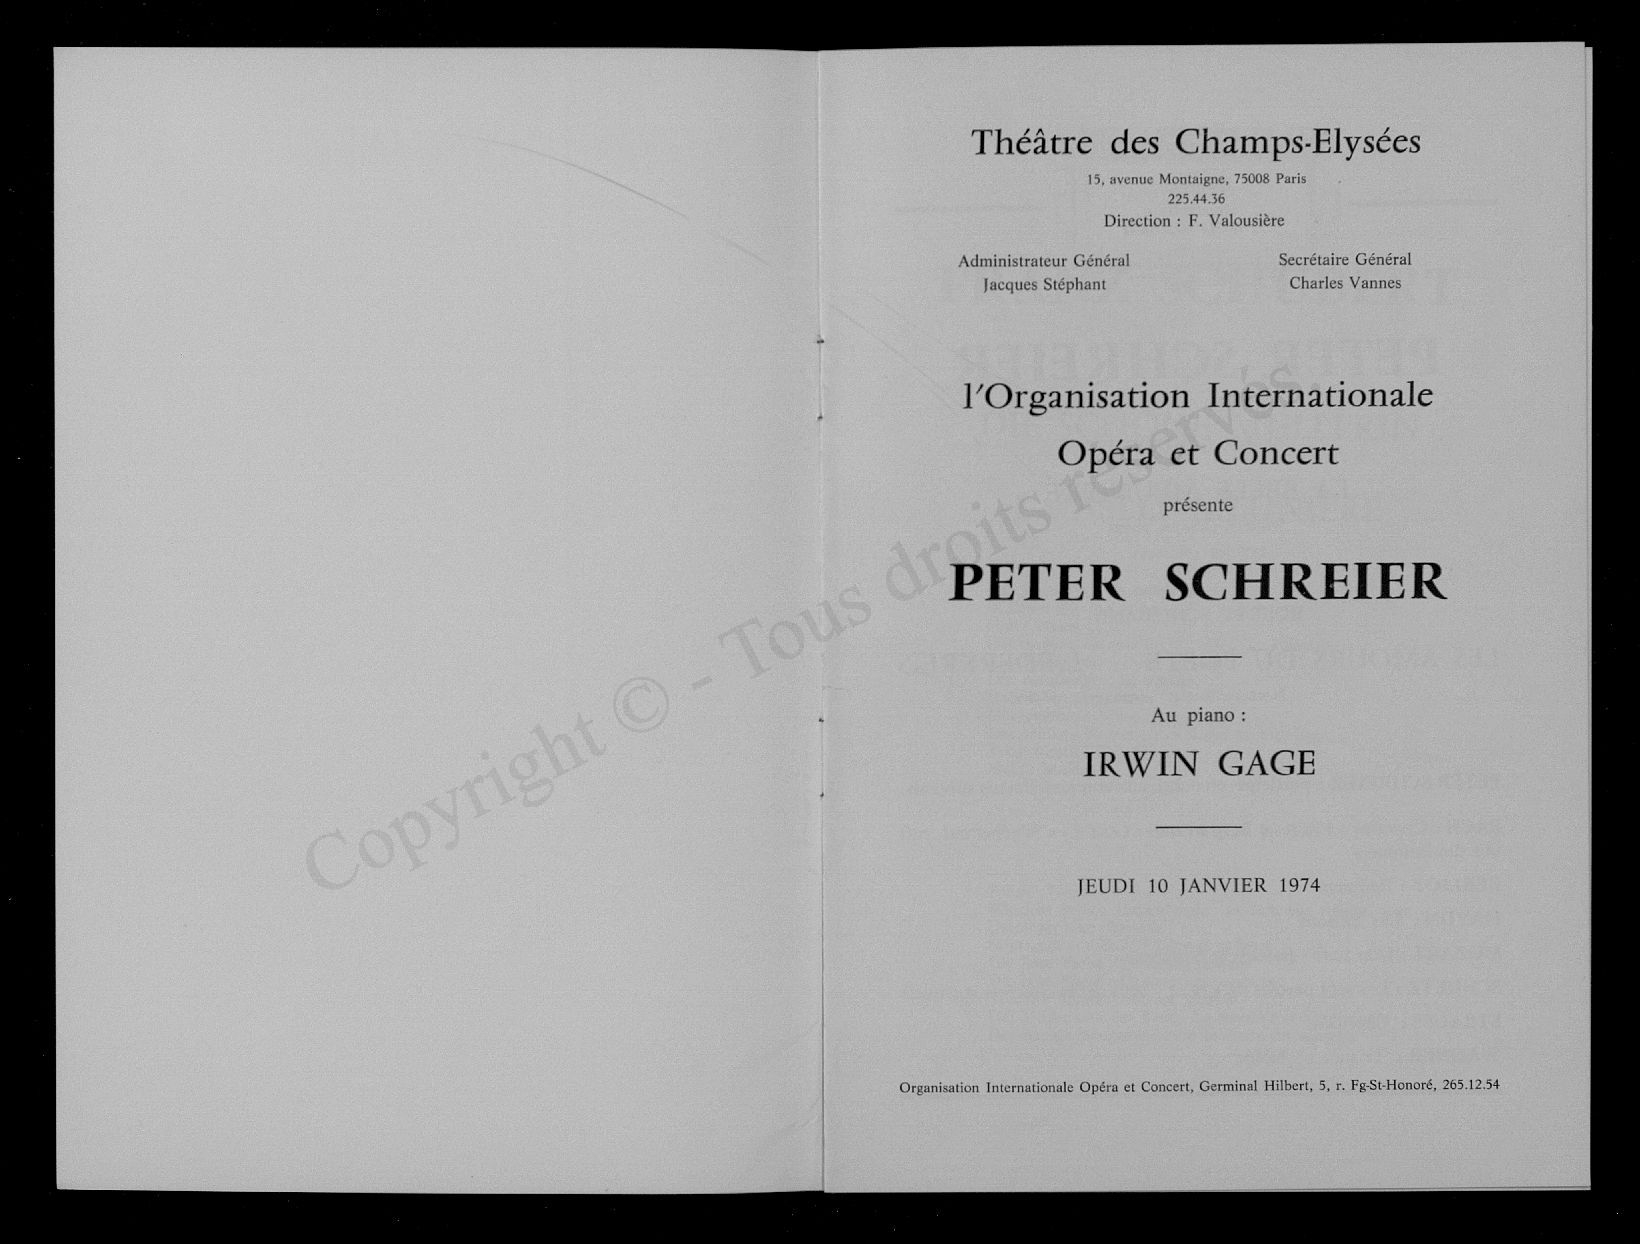 Théâtre des Champs-Elysées
15, avenue Montaigne, 75008 Paris
225.44.36
Direction : F. Valousière
Administrateur Général
Jacques Stéphant
Secrétaire Général
Charles Vannes
l'Organisation Internationale
Opéra et Concert
présente
PETER SCHREIER
Au piano :
IRWIN GAGE
JEUDI 10 JANVIER 1974
Organisation Internationale Opéra et Concert, Germinal Hilbert, 5, r. Fg-St-Honoré, 265.12.54
Copyright © - Tous droits réservés.